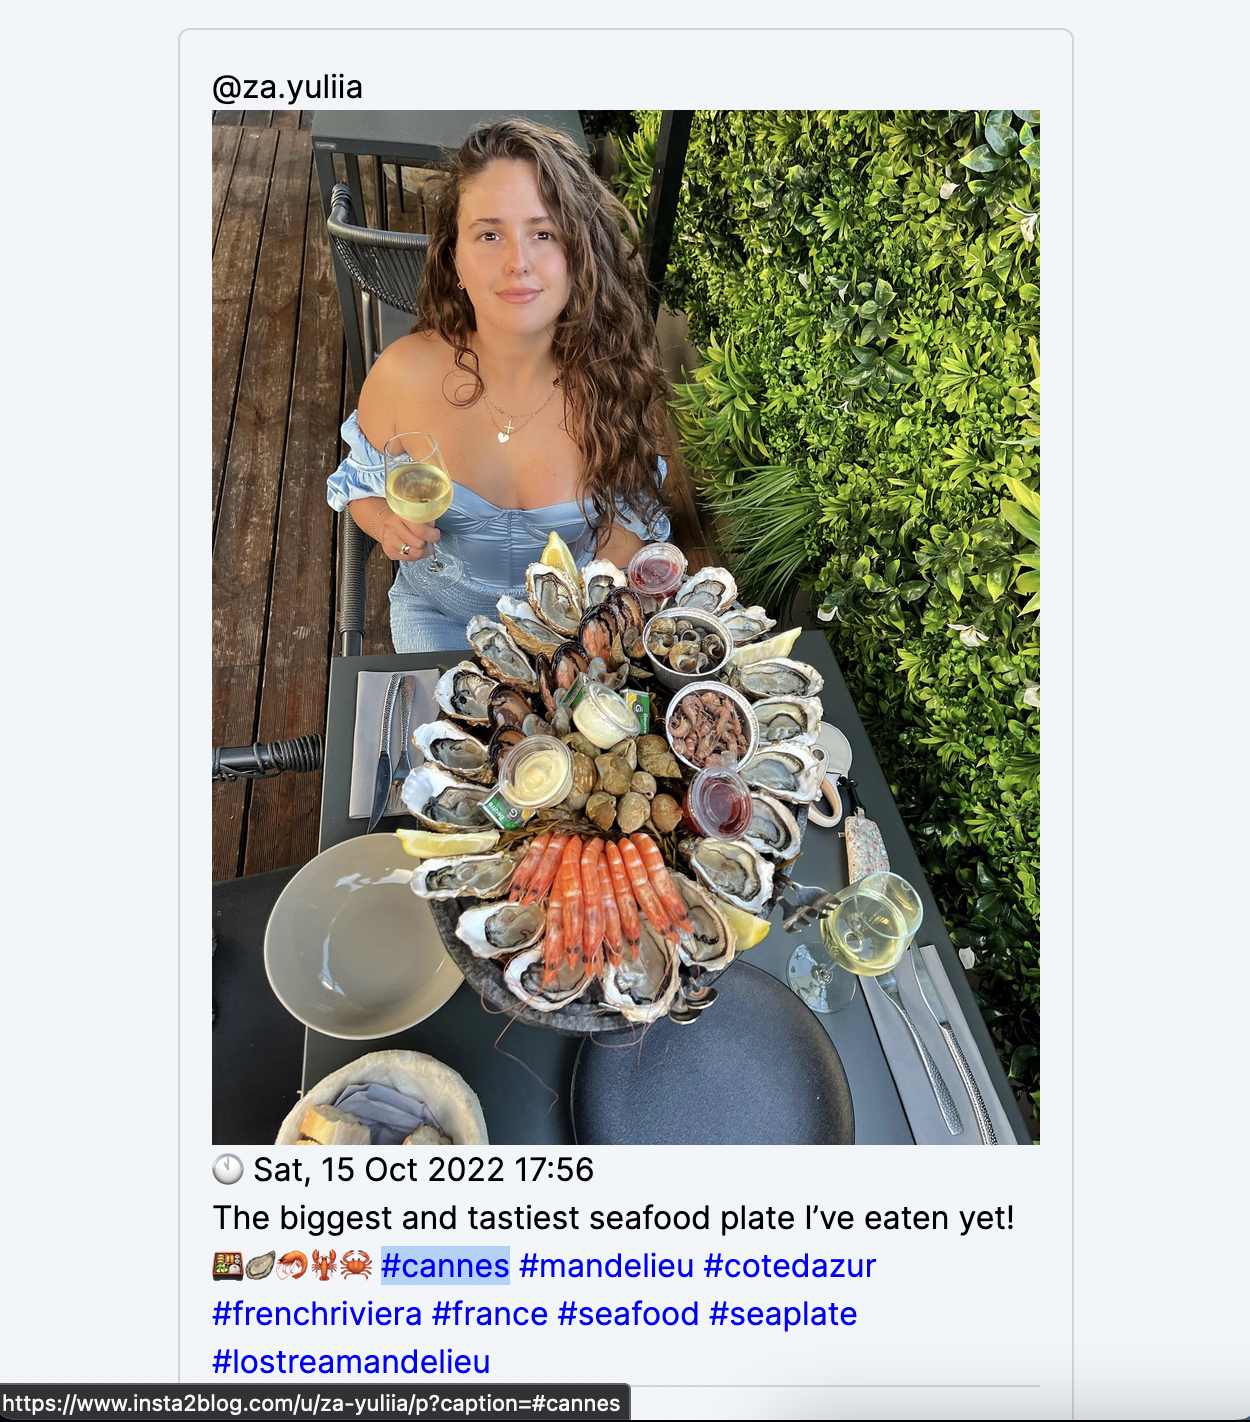 @za.yuliia
Sat, 15 Oct 2022 17:56
The biggest and tastiest seafood plate I’ve eaten yet!
#cannes #mandelieu #cotedazur
#frenchriviera #france #seafood #seaplate
#lostreamandelieu
https://www.insta2blog.com/u/za-yuliia/p?caption=#cannes